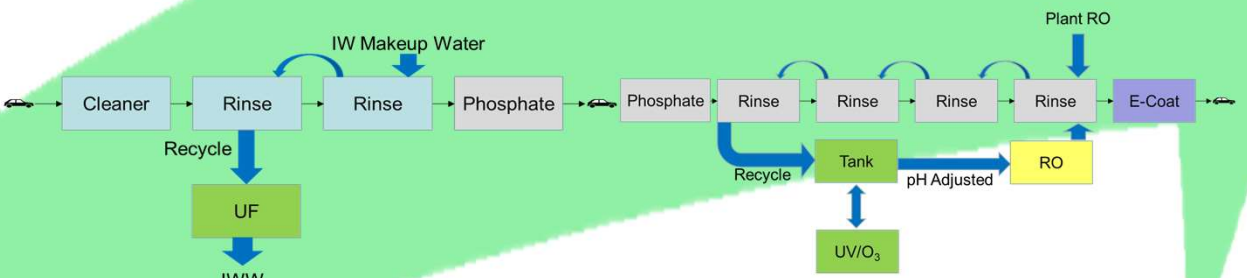 Plant RO
IW Makeup Water
Cleaner
Rinse
Rinse
Phosphate
Phosphate
Rinse
Rinse
Rinse
Rinse
E-Coat
Recycle
Recycle
Tank
pH Adjusted
RO
UF
UV/O₃